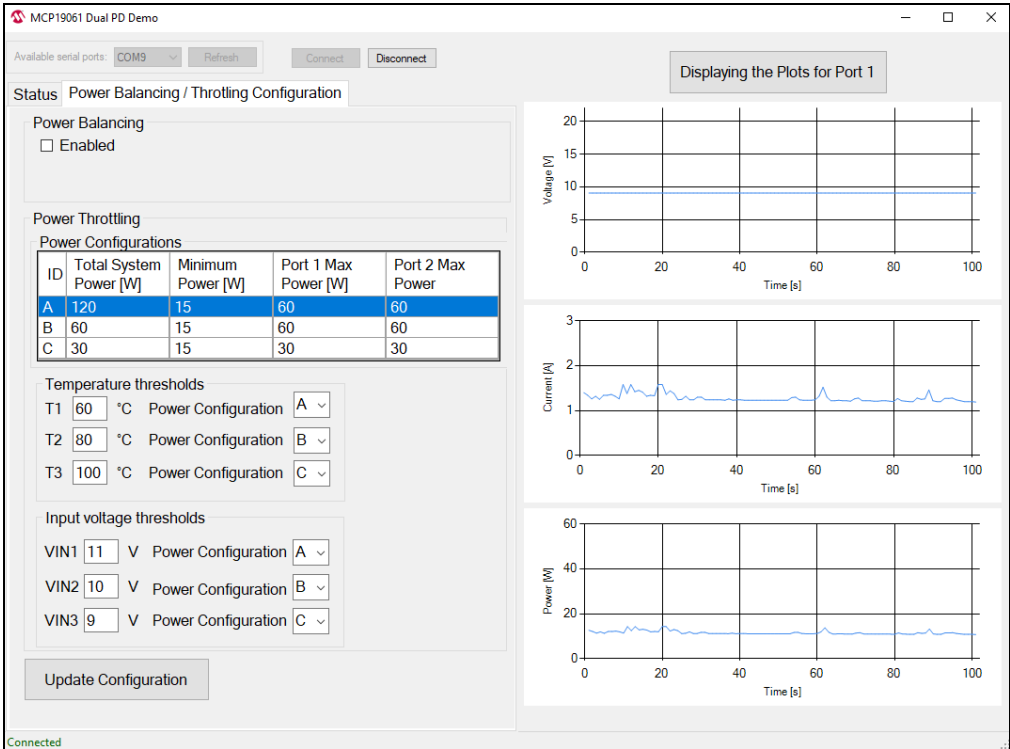 MCP19061 Dual PD Demo
Available serial ports: COM9 Refresh Connect Disconnect
Status Power Balancing / Throtling Configuration
Power Balancing
Enabled
Power Throttling
Power Configurations
ID Total System Power [W] Minimum Power [W] Port 1 Max Power [W] Port 2 Max Power
A 120 15 60 60
B 60 15 60 60
C 30 15 30 30
Temperature thresholds
T1 60 °C Power Configuration A
T2 80 °C Power Configuration B
T3 100 °C Power Configuration C
Input voltage thresholds
VIN1 11 V Power Configuration A
VIN2 10 V Power Configuration B
VIN3 9 V Power Configuration C
Update Configuration
Displaying the Plots for Port 1
Voltage [V]
20
15
10
5
0
0 20 40 60 80 100
Time [s]
Current [A]
3
2
1
0
0 20 40 60 80 100
Time [s]
Power [W]
60
40
20
0
0 20 40 60 80 100
Time [s]
Connected